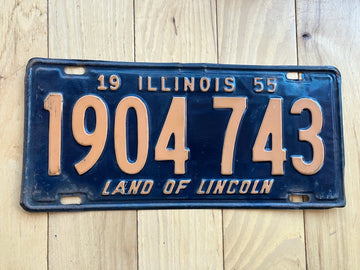 19 ILLINOIS 55
1904 743
LAND OF LINCOLN